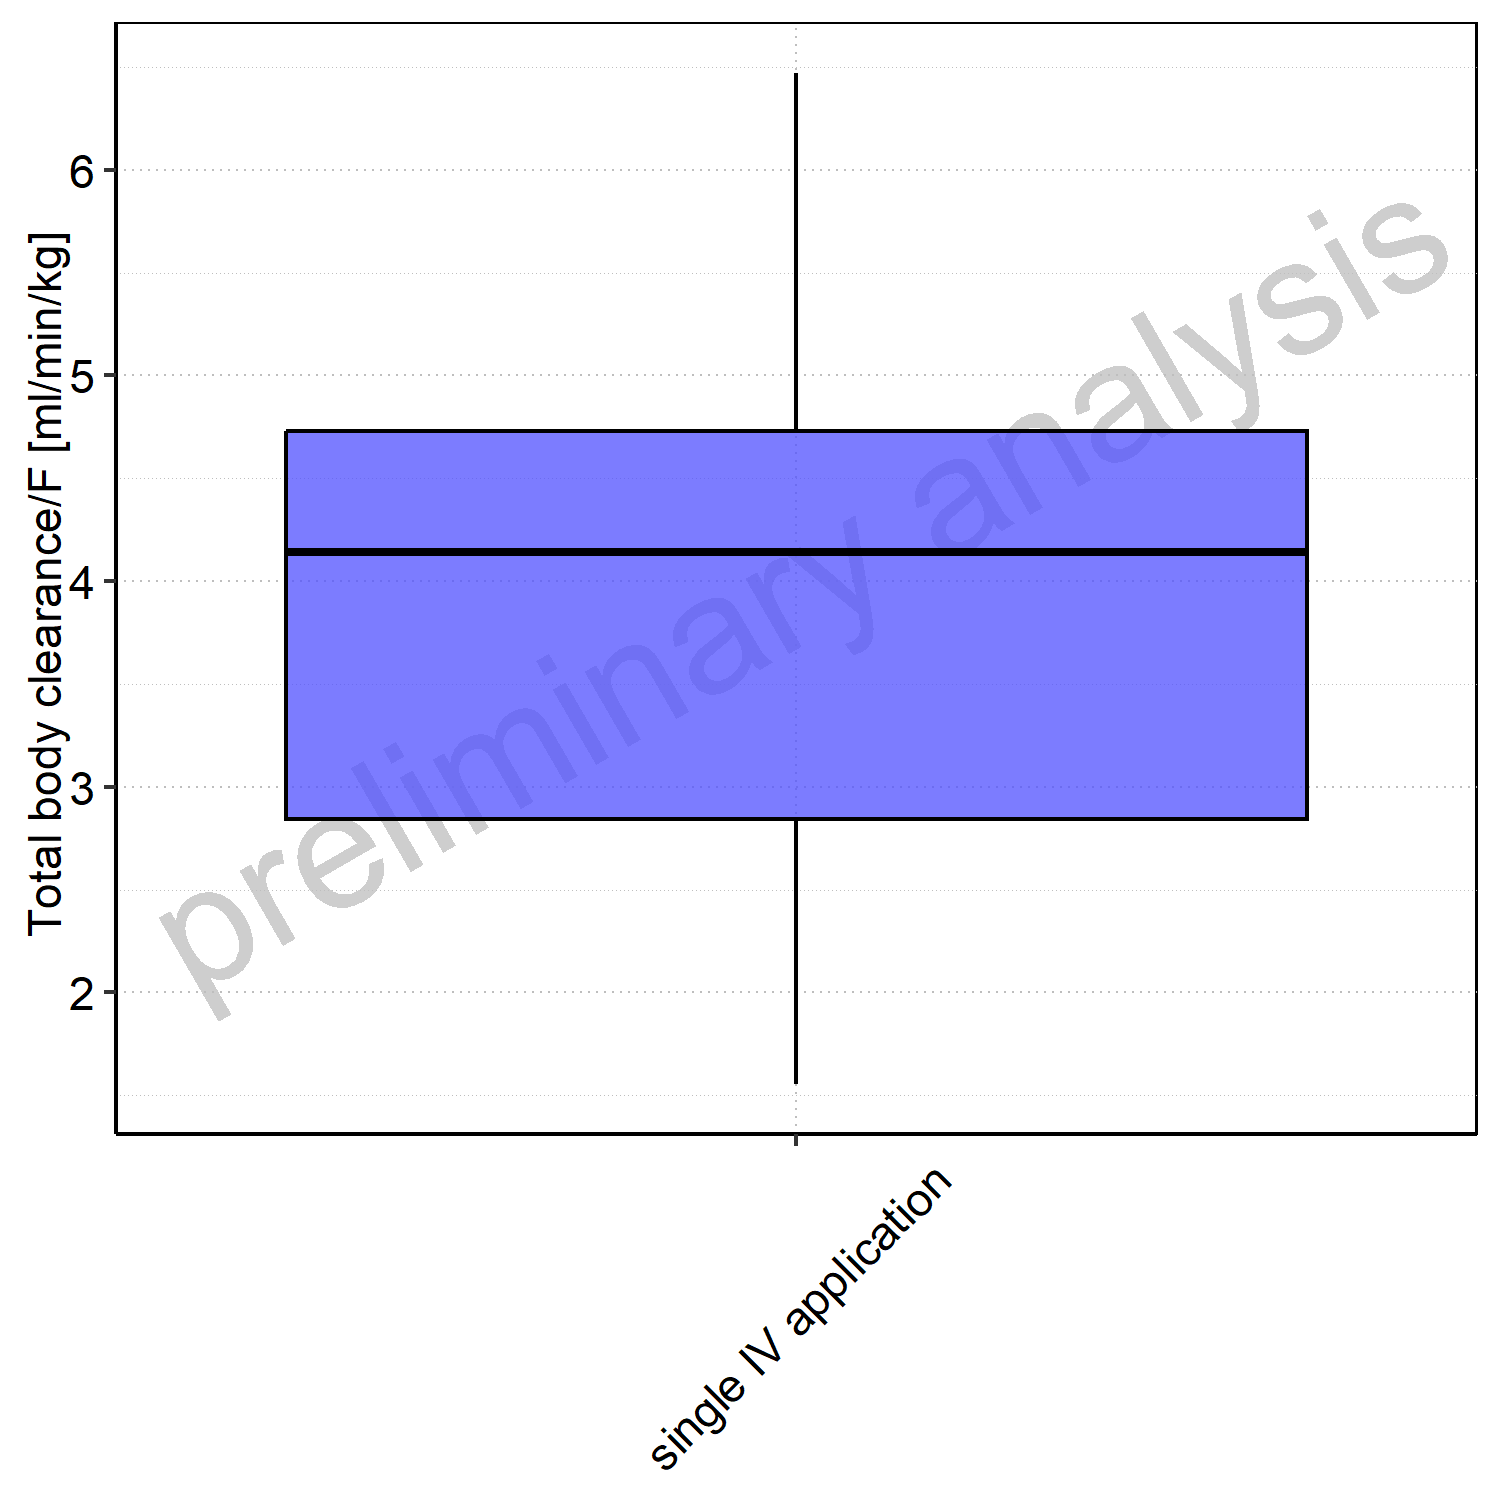 Total body clearance/F [ml/min/kg]
6
5
4
3
2
preliminary analysis
single IV application